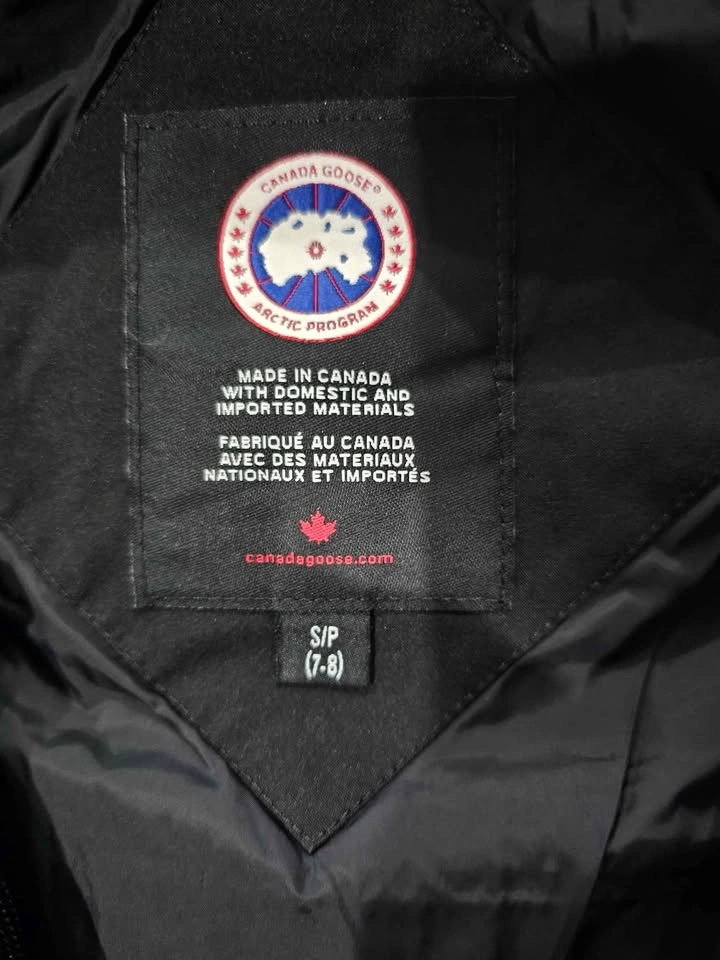 CANADA GOOSE®
ARCTIC PROGRAM
MADE IN CANADA
WITH DOMESTIC AND
IMPORTED MATERIALS
FABRIQUÉ AU CANADA
AVEC DES MATERIAUX
NATIONAUX ET IMPORTÉS
canadagoose.com
S/P
(7-8)